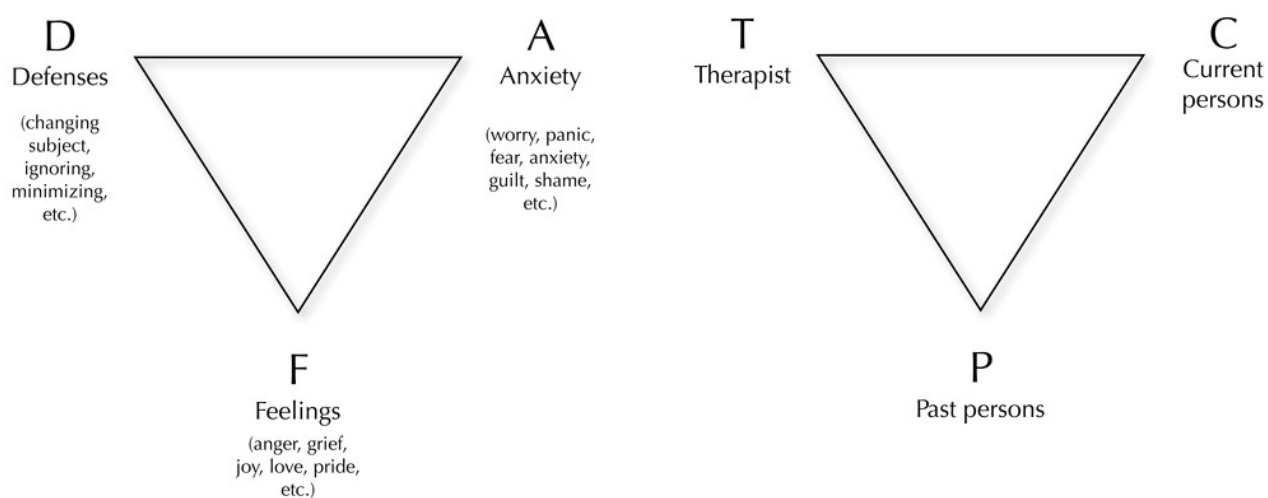 D
Defenses
(changing
subject,
ignoring,
minimizing,
etc.)
A
Anxiety
(worry, panic,
fear, anxiety,
guilt, shame,
etc.)
F
Feelings
(anger, grief,
joy, love, pride,
etc.)
T
Therapist
C
Current
persons
P
Past persons